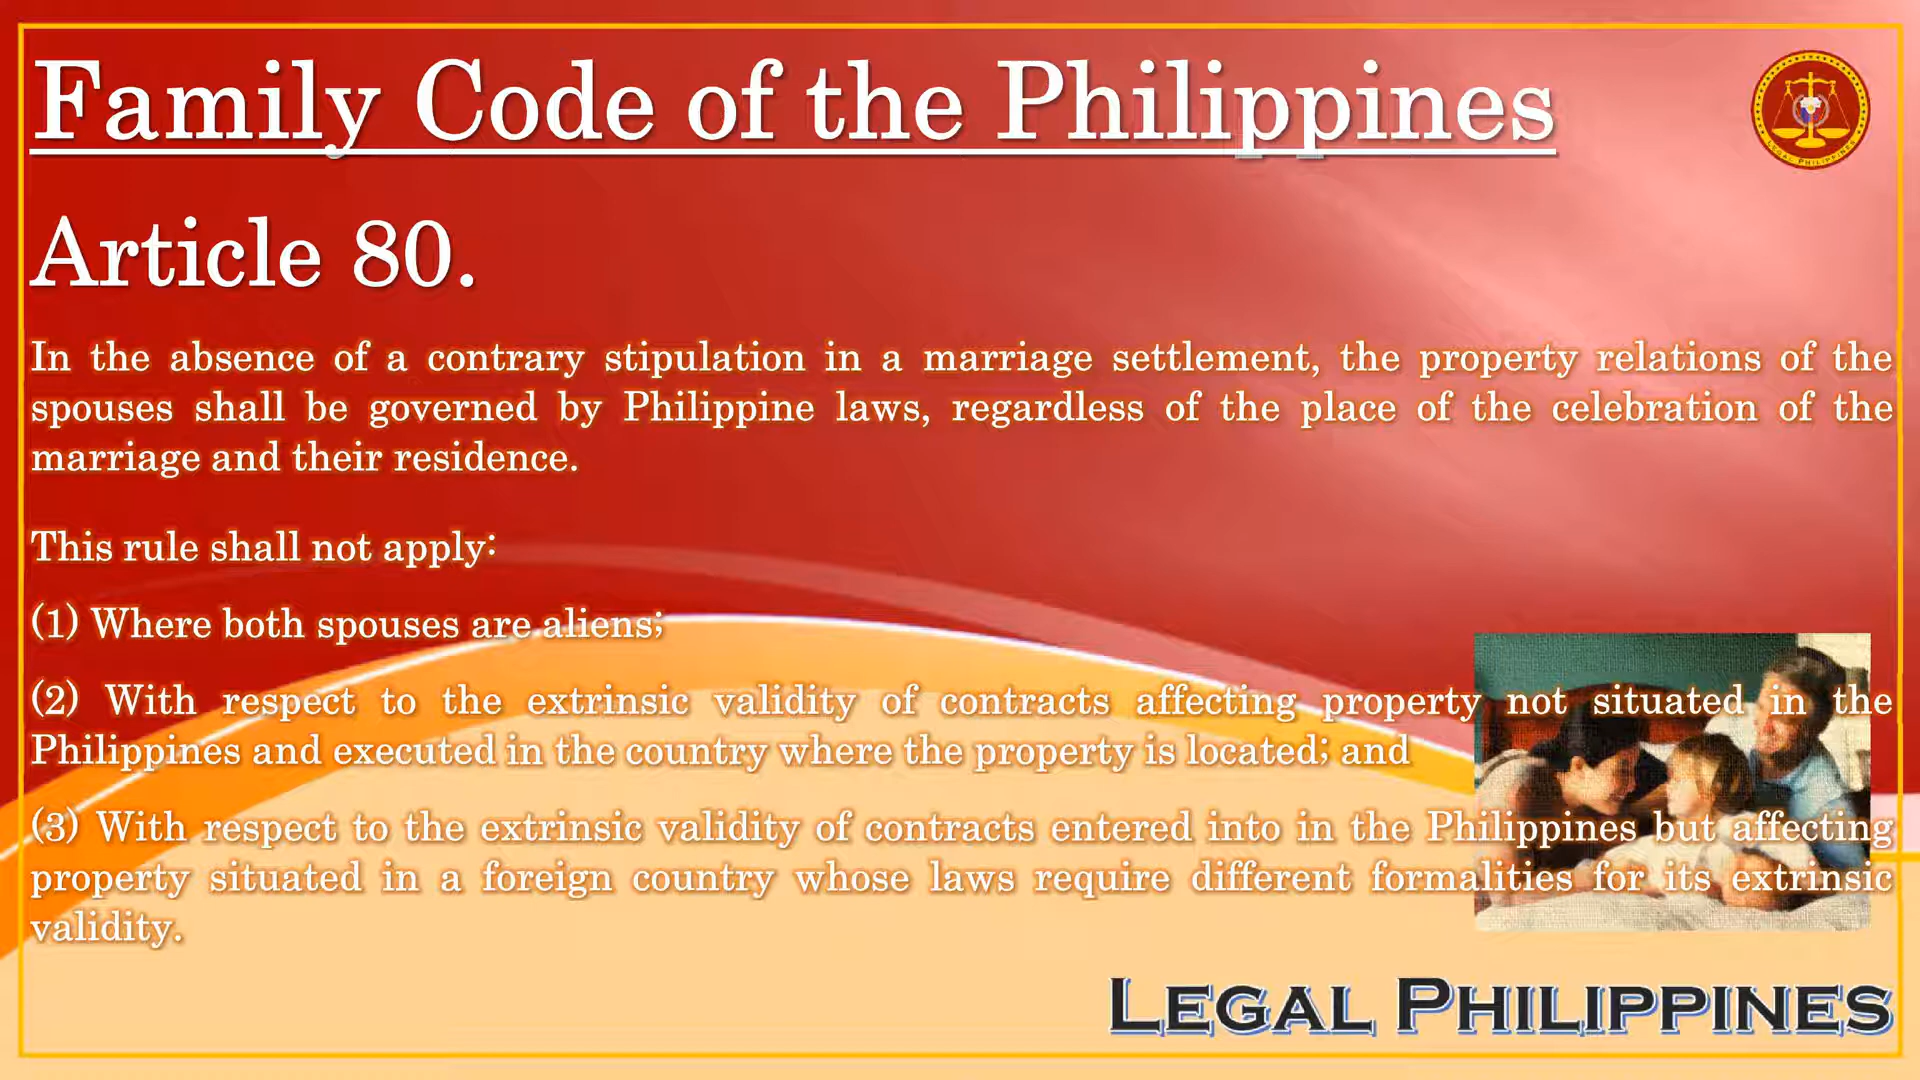 Family Code of the Philippines
LEGAL PHILIPPINES
Article 80.
In the absence of a contrary stipulation in a marriage settlement, the property relations of the
spouses shall be governed by Philippine laws, regardless of the place of the celebration of the
marriage and their residence.
This rule shall not apply:
(1) Where both spouses are aliens;
(2) With respect to the extrinsic validity of contracts affecting property not situated in the
Philippines and executed in the country where the property is located; and
(3) With respect to the extrinsic validity of contracts entered into in the Philippines but affecting
property situated in a foreign country whose laws require different formalities for its extrinsic
validity.
LEGAL PHILIPPINES